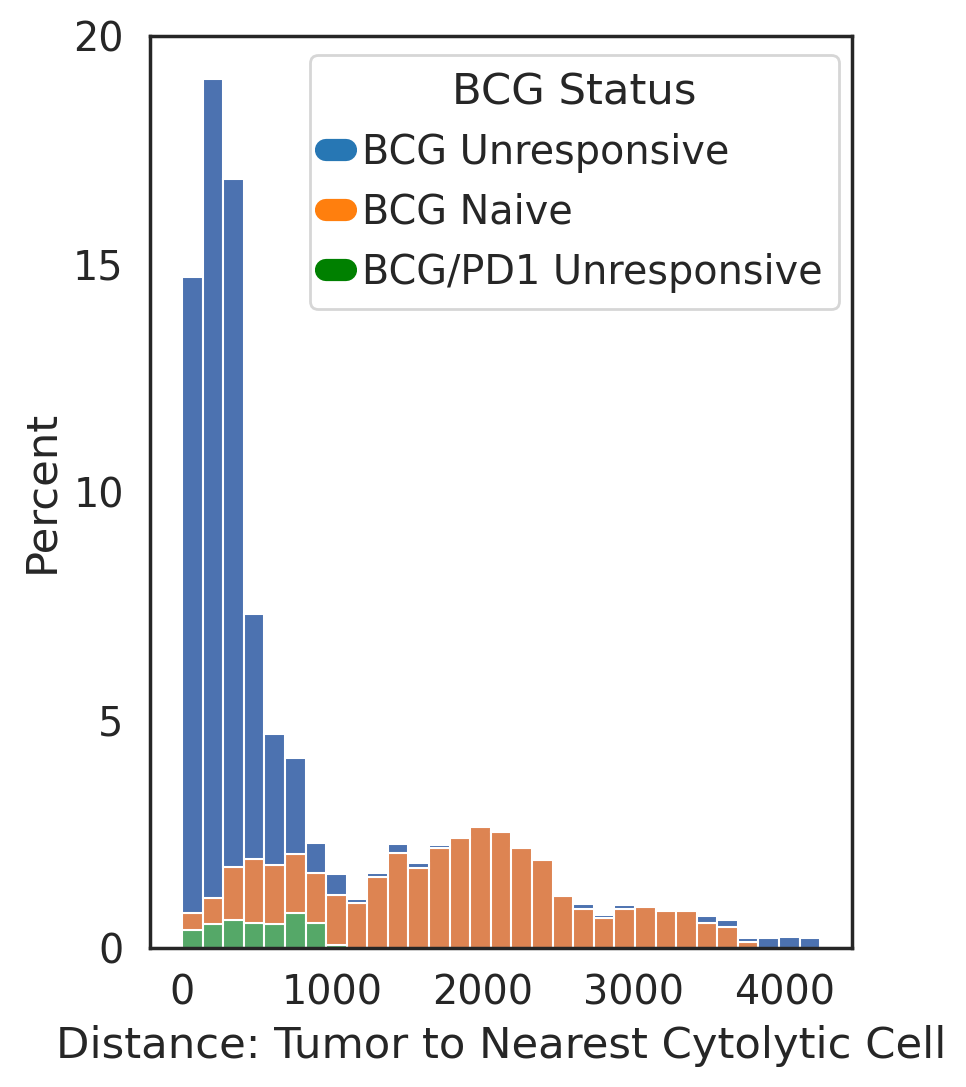 20
15
10
5
0
Percent
BCG Status
BCG Unresponsive
BCG Naive
BCG/PD1 Unresponsive
0 1000 2000 3000 4000
Distance: Tumor to Nearest Cytolytic Cell